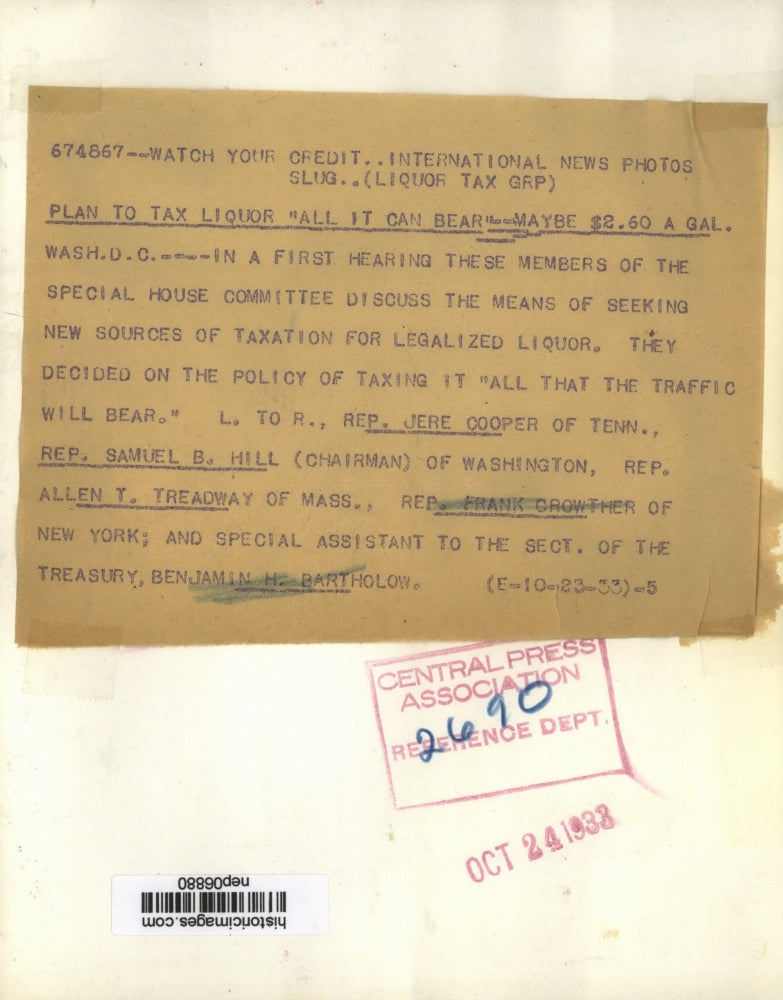 674867--WATCH YOUR CREDIT..INTERNATIONAL NEWS PHOTOS
SLUG..(LIQUOR TAX GRP)
PLAN TO TAX LIQUOR "ALL IT CAN BEAR"--MAYBE $2.60 A GAL.
WASH.D.C.----IN A FIRST HEARING THESE MEMBERS OF THE
SPECIAL HOUSE COMMITTEE DISCUSS THE MEANS OF SEEKING
NEW SOURCES OF TAXATION FOR LEGALIZED LIQUOR. THEY
DECIDED ON THE POLICY OF TAXING IT "ALL THAT THE TRAFFIC
WILL BEAR." L. TO R., REP. JERE COOPER OF TENN.,
REP. SAMUEL B. HILL (CHAIRMAN) OF WASHINGTON, REP.
ALLEN T. TREADWAY OF MASS., REP. FRANK CROWTHER OF
NEW YORK; AND SPECIAL ASSISTANT TO THE SECT. OF THE
TREASURY, BENJAMIN H. BARTHOLOW. (E-10-23-33)-5
CENTRAL PRESS
ASSOCIATION
2690
REFERENCE DEPT.
OCT 24 1933
nep06880
historicimages.com